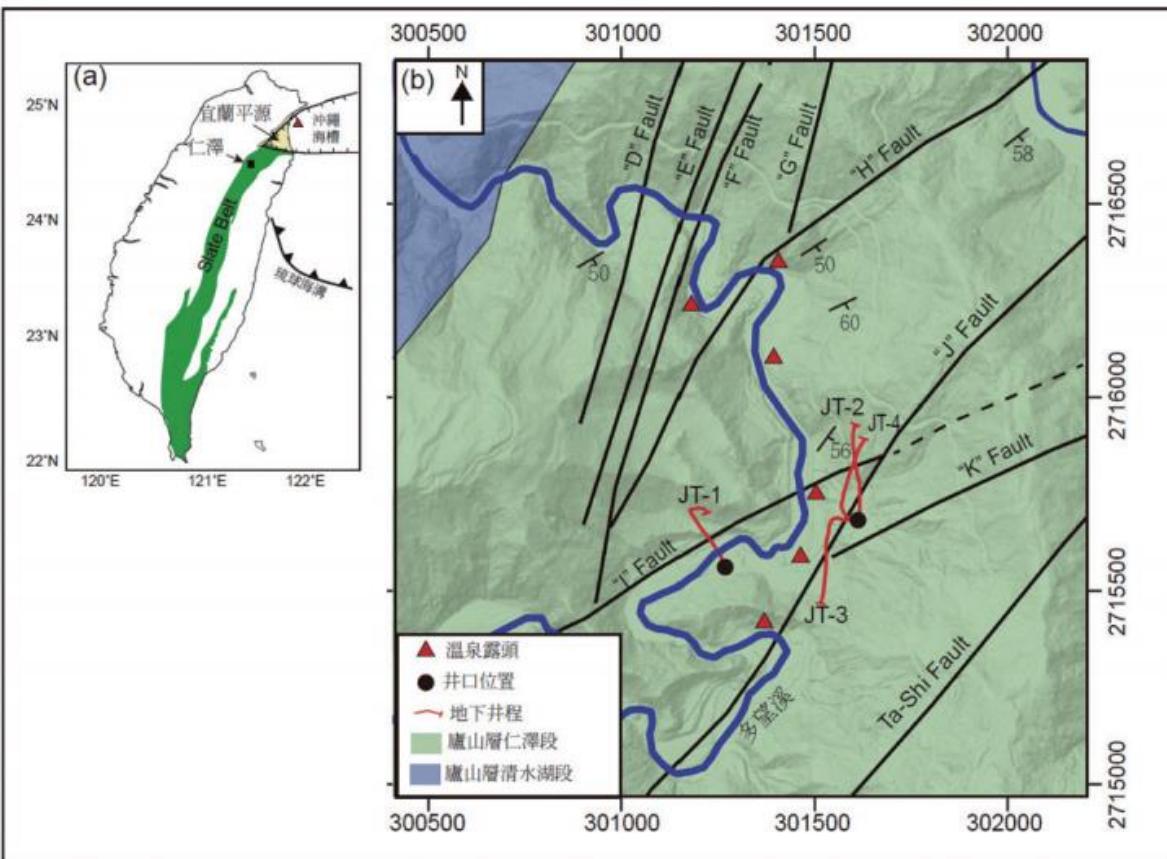 (a)
25°N
24°N
23°N
22°N
120°E
121°E
122°E
宜蘭平源
沖繩
海槽
仁澤
Slate Belt
琉球海溝
(b)
N
300500
301000
301500
302000
"D" Fault
"E" Fault
"F" Fault
"G" Fault
"H" Fault
58
2716500
50
50
60
"J" Fault
2716000
JT-2
JT-4
56
"K" Fault
JT-1
"I" Fault
2715500
JT-3
Ta-Shi Fault
多望溪
2715000
溫泉露頭
井口位置
地下井程
廬山層仁澤段
廬山層清水湖段
300500
301000
301500
302000